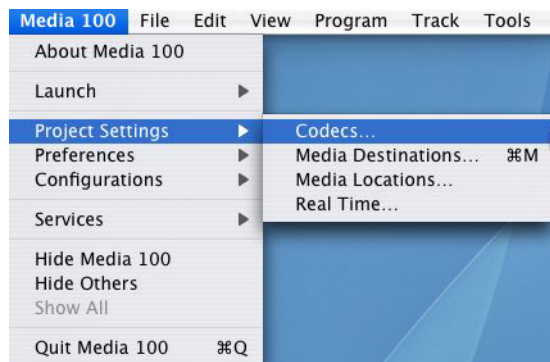 Media 100 File Edit View Program Track Tools
About Media 100
Launch
Project Settings
Preferences
Configurations
Services
Hide Media 100
Hide Others
Show All
Quit Media 100 ⌘Q
Codecs...
Media Destinations... ⌘M
Media Locations...
Real Time...